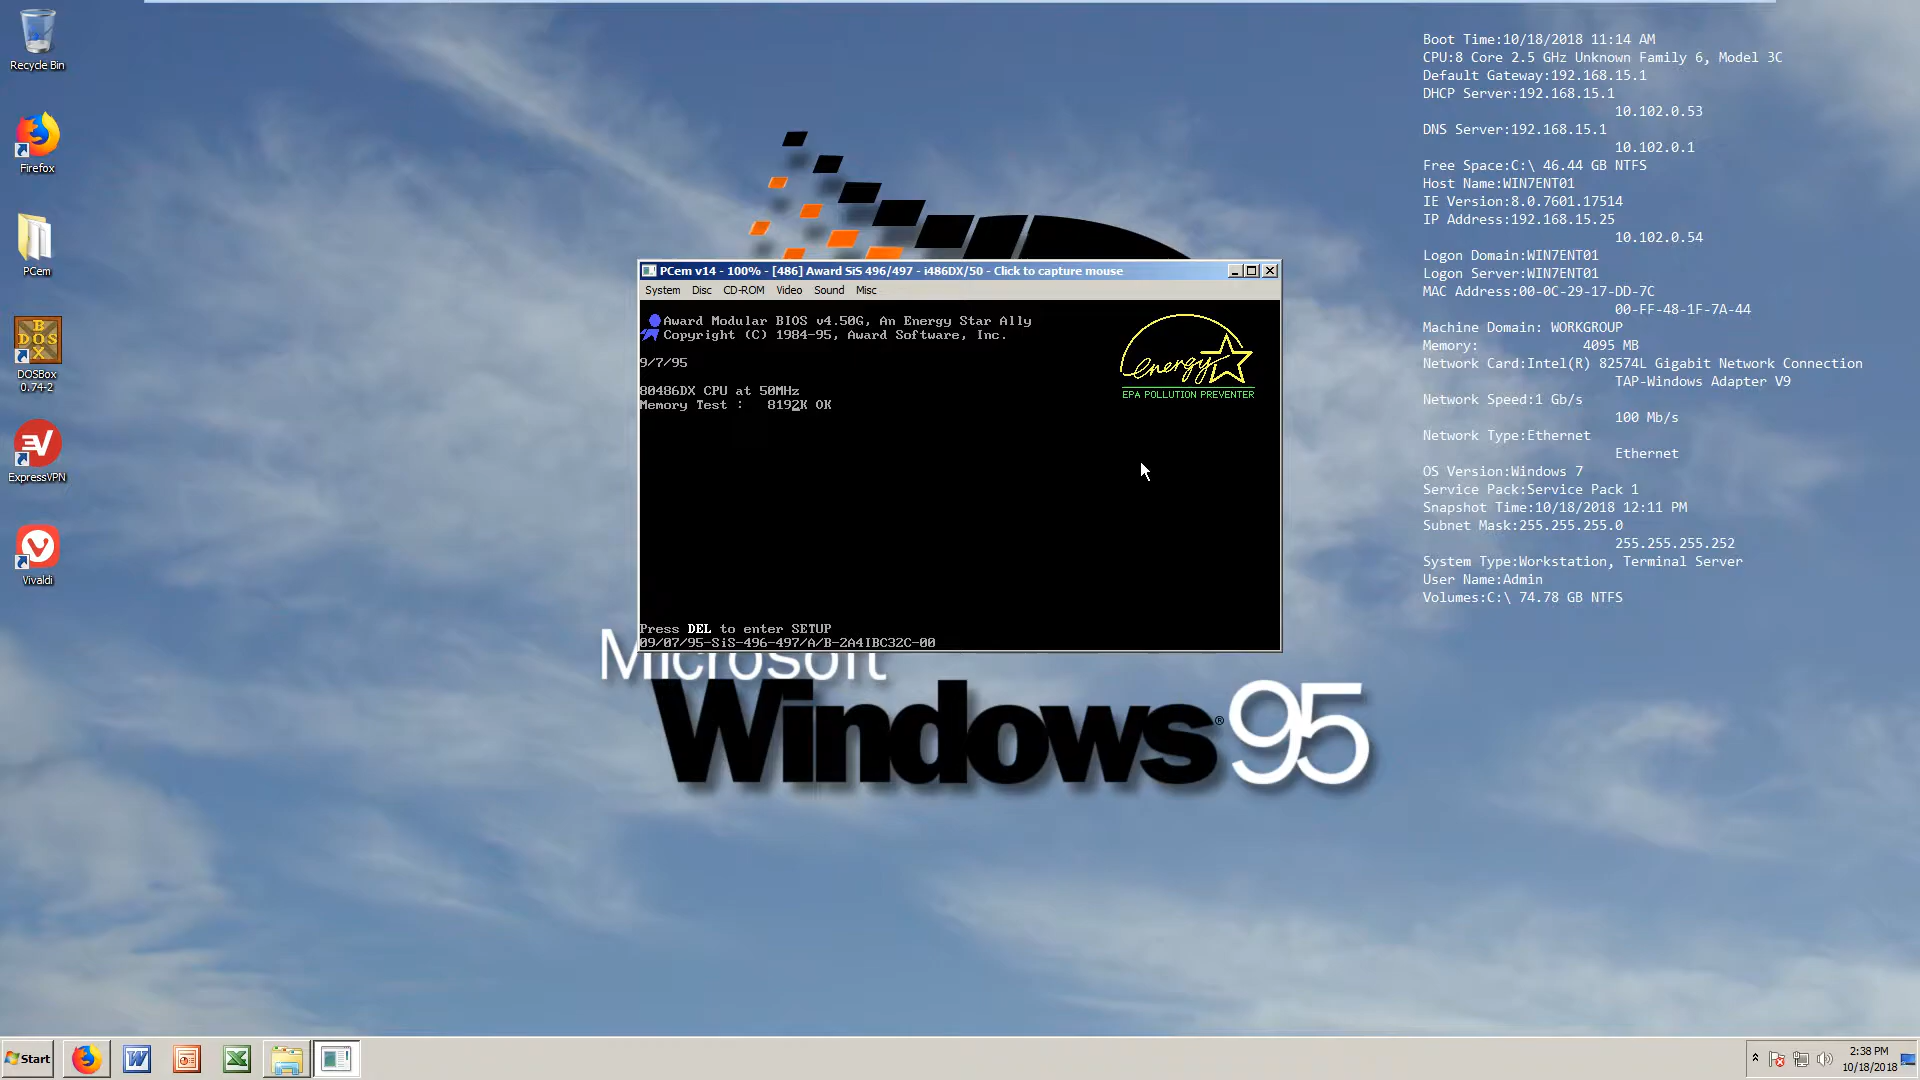 Recycle Bin
Firefox
PCem
DOSBox
0.74-2
ExpressVPN
Vivaldi
Boot Time:10/18/2018 11:14 AM
CPU:8 Core 2.5 GHz Unknown Family 6, Model 3C
Default Gateway:192.168.15.1
DHCP Server:192.168.15.1
10.102.0.53
DNS Server:192.168.15.1
10.102.0.1
Free Space:C:\ 46.44 GB NTFS
Host Name:WIN7ENT01
IE Version:8.0.7601.17514
IP Address:192.168.15.25
10.102.0.54
Logon Domain:WIN7ENT01
Logon Server:WIN7ENT01
MAC Address:00-0C-29-17-DD-7C
00-FF-48-1F-7A-44
Machine Domain: WORKGROUP
Memory: 4095 MB
Network Card:Intel(R) 82574L Gigabit Network Connection
TAP-Windows Adapter V9
Network Speed:1 Gb/s
100 Mb/s
Network Type:Ethernet
Ethernet
OS Version:Windows 7
Service Pack:Service Pack 1
Snapshot Time:10/18/2018 12:11 PM
Subnet Mask:255.255.255.0
255.255.255.252
System Type:Workstation, Terminal Server
User Name:Admin
Volumes:C:\ 74.78 GB NTFS
PCem v14 - 100% - [486] Award SiS 496/497 - i486DX/50 - Click to capture mouse
System Disc CD-ROM Video Sound Misc
Award Modular BIOS v4.50G, An Energy Star Ally
Copyright (C) 1984-95, Award Software, Inc.
energy
EPA POLLUTION PREVENTER
9/7/95
80486DX CPU at 50MHz
Memory Test : 8192K OK
Press DEL to enter SETUP
09/07/95-SiS-496-497/A/B-2A4IBC32C-00
Microsoft
Windows® 95
Start
2:38 PM
10/18/2018